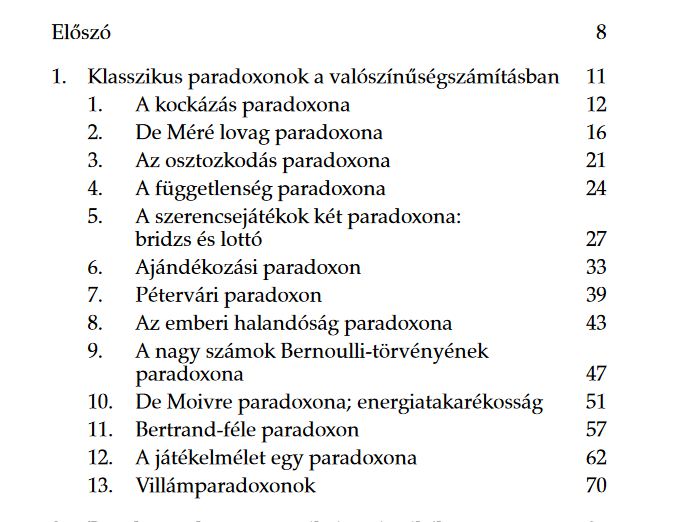 Előszó 8
1. Klasszikus paradoxonok a valószínűségszámításban 11
1. A kockázás paradoxona 12
2. De Méré lovag paradoxona 16
3. Az osztozkodás paradoxona 21
4. A függetlenség paradoxona 24
5. A szerencsejátékok két paradoxona:
bridzs és lottó 27
6. Ajándékozási paradoxon 33
7. Pétervári paradoxon 39
8. Az emberi halandóság paradoxona 43
9. A nagy számok Bernoulli-törvényének
paradoxona 47
10. De Moivre paradoxona; energiatakarékosság 51
11. Bertrand-féle paradoxon 57
12. A játékelmélet egy paradoxona 62
13. Villámparadoxonok 70